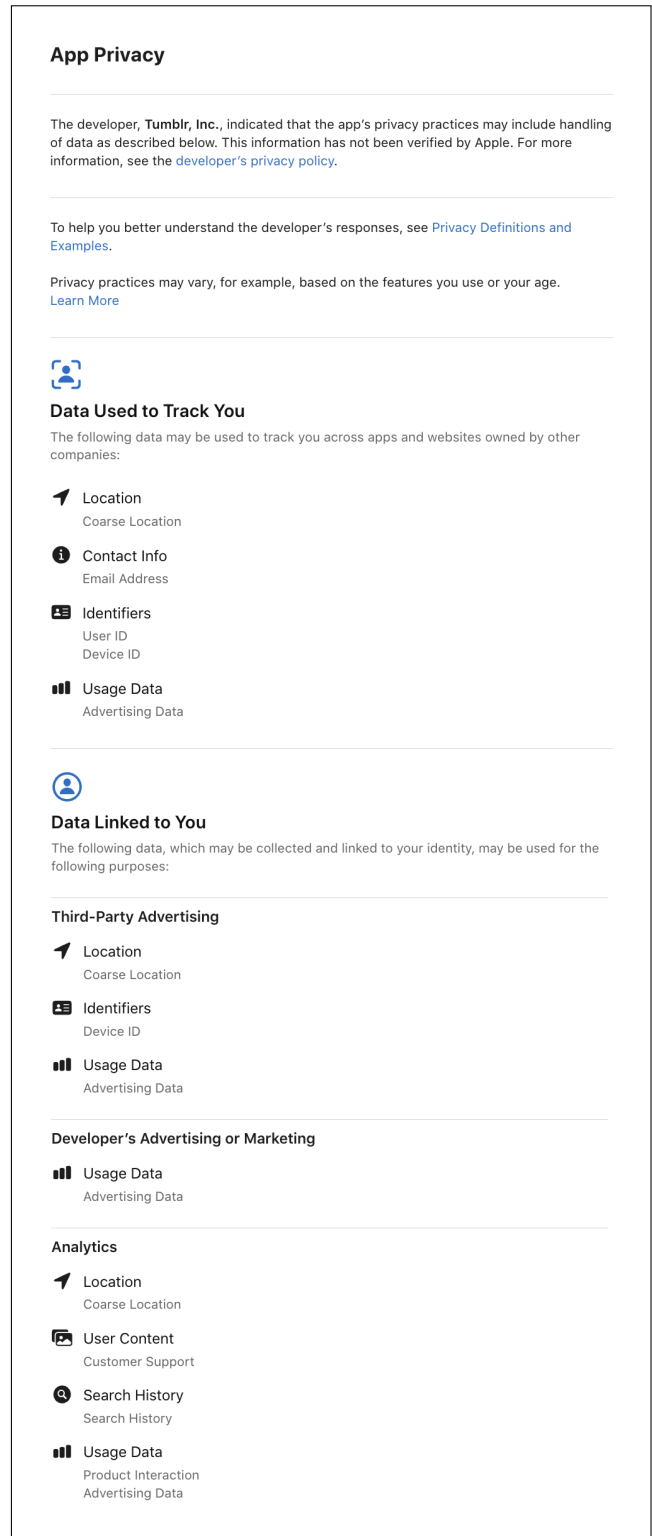 App Privacy
The developer, Tumblr, Inc., indicated that the app’s privacy practices may include handling
of data as described below. This information has not been verified by Apple. For more
information, see the developer’s privacy policy.
To help you better understand the developer’s responses, see Privacy Definitions and
Examples.
Privacy practices may vary, for example, based on the features you use or your age.
Learn More
Data Used to Track You
The following data may be used to track you across apps and websites owned by other
companies:
Location
Coarse Location
Contact Info
Email Address
Identifiers
User ID
Device ID
Usage Data
Advertising Data
Data Linked to You
The following data, which may be collected and linked to your identity, may be used for the
following purposes:
Third-Party Advertising
Location
Coarse Location
Identifiers
Device ID
Usage Data
Advertising Data
Developer’s Advertising or Marketing
Usage Data
Advertising Data
Analytics
Location
Coarse Location
User Content
Customer Support
Search History
Search History
Usage Data
Product Interaction
Advertising Data